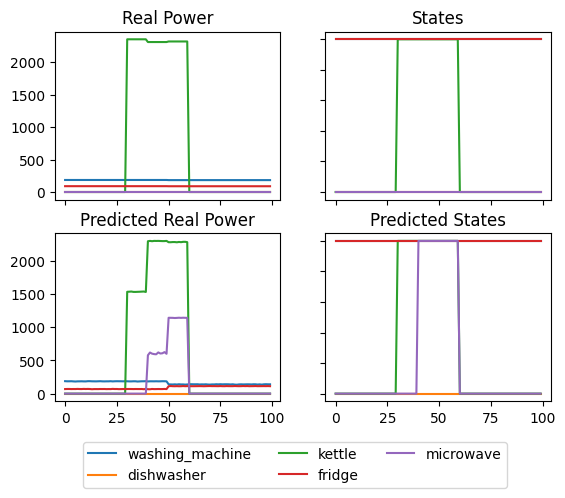 Real Power
States
2000
1500
1000
500
0
Predicted Real Power
Predicted States
2000
1500
1000
500
0
0 25 50 75 100
0 25 50 75 100
washing_machine kettle microwave
dishwasher fridge